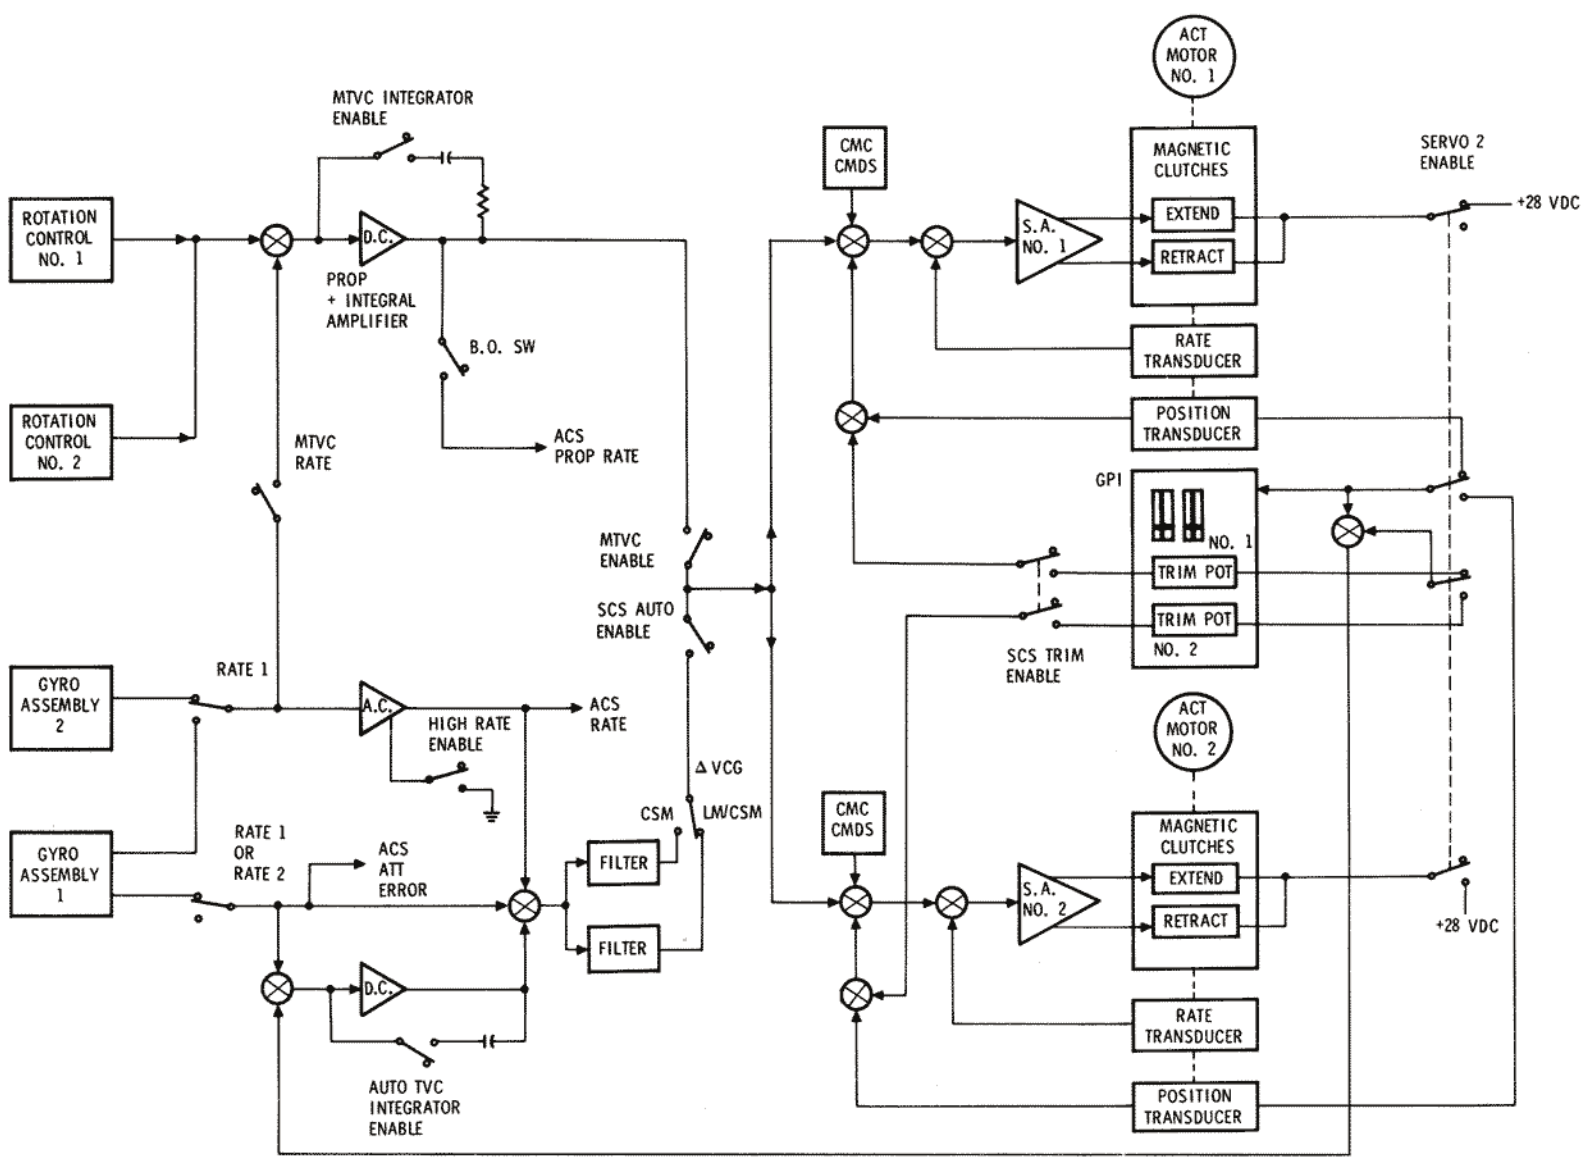 ACT
MOTOR
NO. 1
MTVC INTEGRATOR
ENABLE
CMC
CMDS
MAGNETIC
CLUTCHES
SERVO 2
ENABLE
ROTATION
CONTROL
NO. 1
D.C.
S.A.
NO. 1
EXTEND
RETRACT
+28 VDC
PROP
+ INTEGRAL
AMPLIFIER
B.O. SW
RATE
TRANSDUCER
ROTATION
CONTROL
NO. 2
MTVC
RATE
ACS
PROP RATE
POSITION
TRANSDUCER
GPI
NO. 1
MTVC
ENABLE
TRIM POT
SCS AUTO
ENABLE
TRIM POT
NO. 2
SCS TRIM
ENABLE
RATE 1
GYRO
ASSEMBLY
2
A.C.
ACS
RATE
HIGH RATE
ENABLE
ACT
MOTOR
NO. 2
Δ VCG
CSM
LM/CSM
CMC
CMDS
MAGNETIC
CLUTCHES
GYRO
ASSEMBLY
1
RATE 1
OR
RATE 2
ACS
ATT
ERROR
FILTER
S.A.
NO. 2
EXTEND
RETRACT
+28 VDC
FILTER
D.C.
RATE
TRANSDUCER
AUTO TVC
INTEGRATOR
ENABLE
POSITION
TRANSDUCER